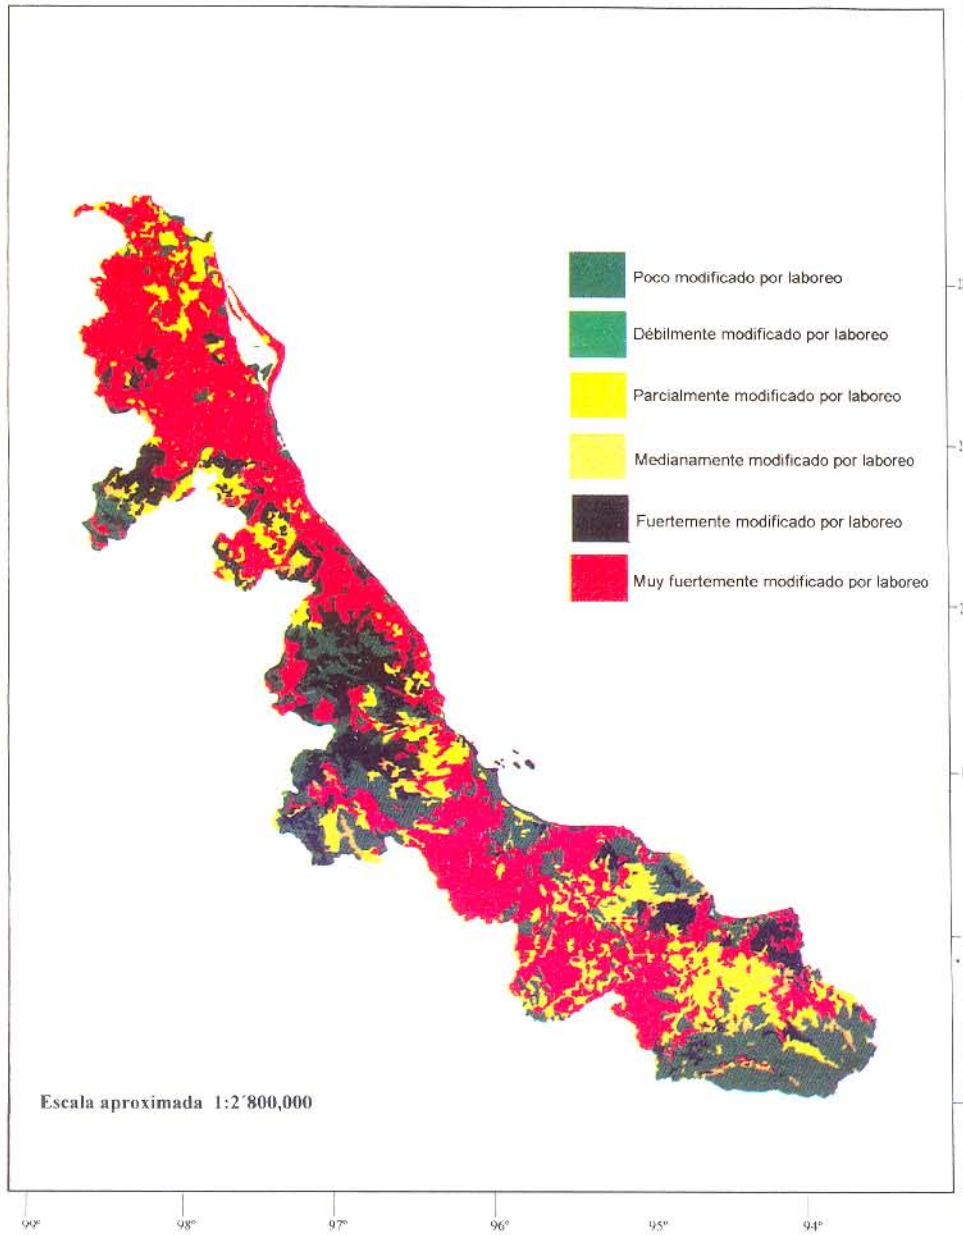 Poco modificado por laboreo
Débilmente modificado por laboreo
Parcialmente modificado por laboreo
Medianamente modificado por laboreo
Fuertemente modificado por laboreo
Muy fuertemente modificado por laboreo
Escala aproximada 1:2´800,000
99° 98° 97° 96° 95° 94°